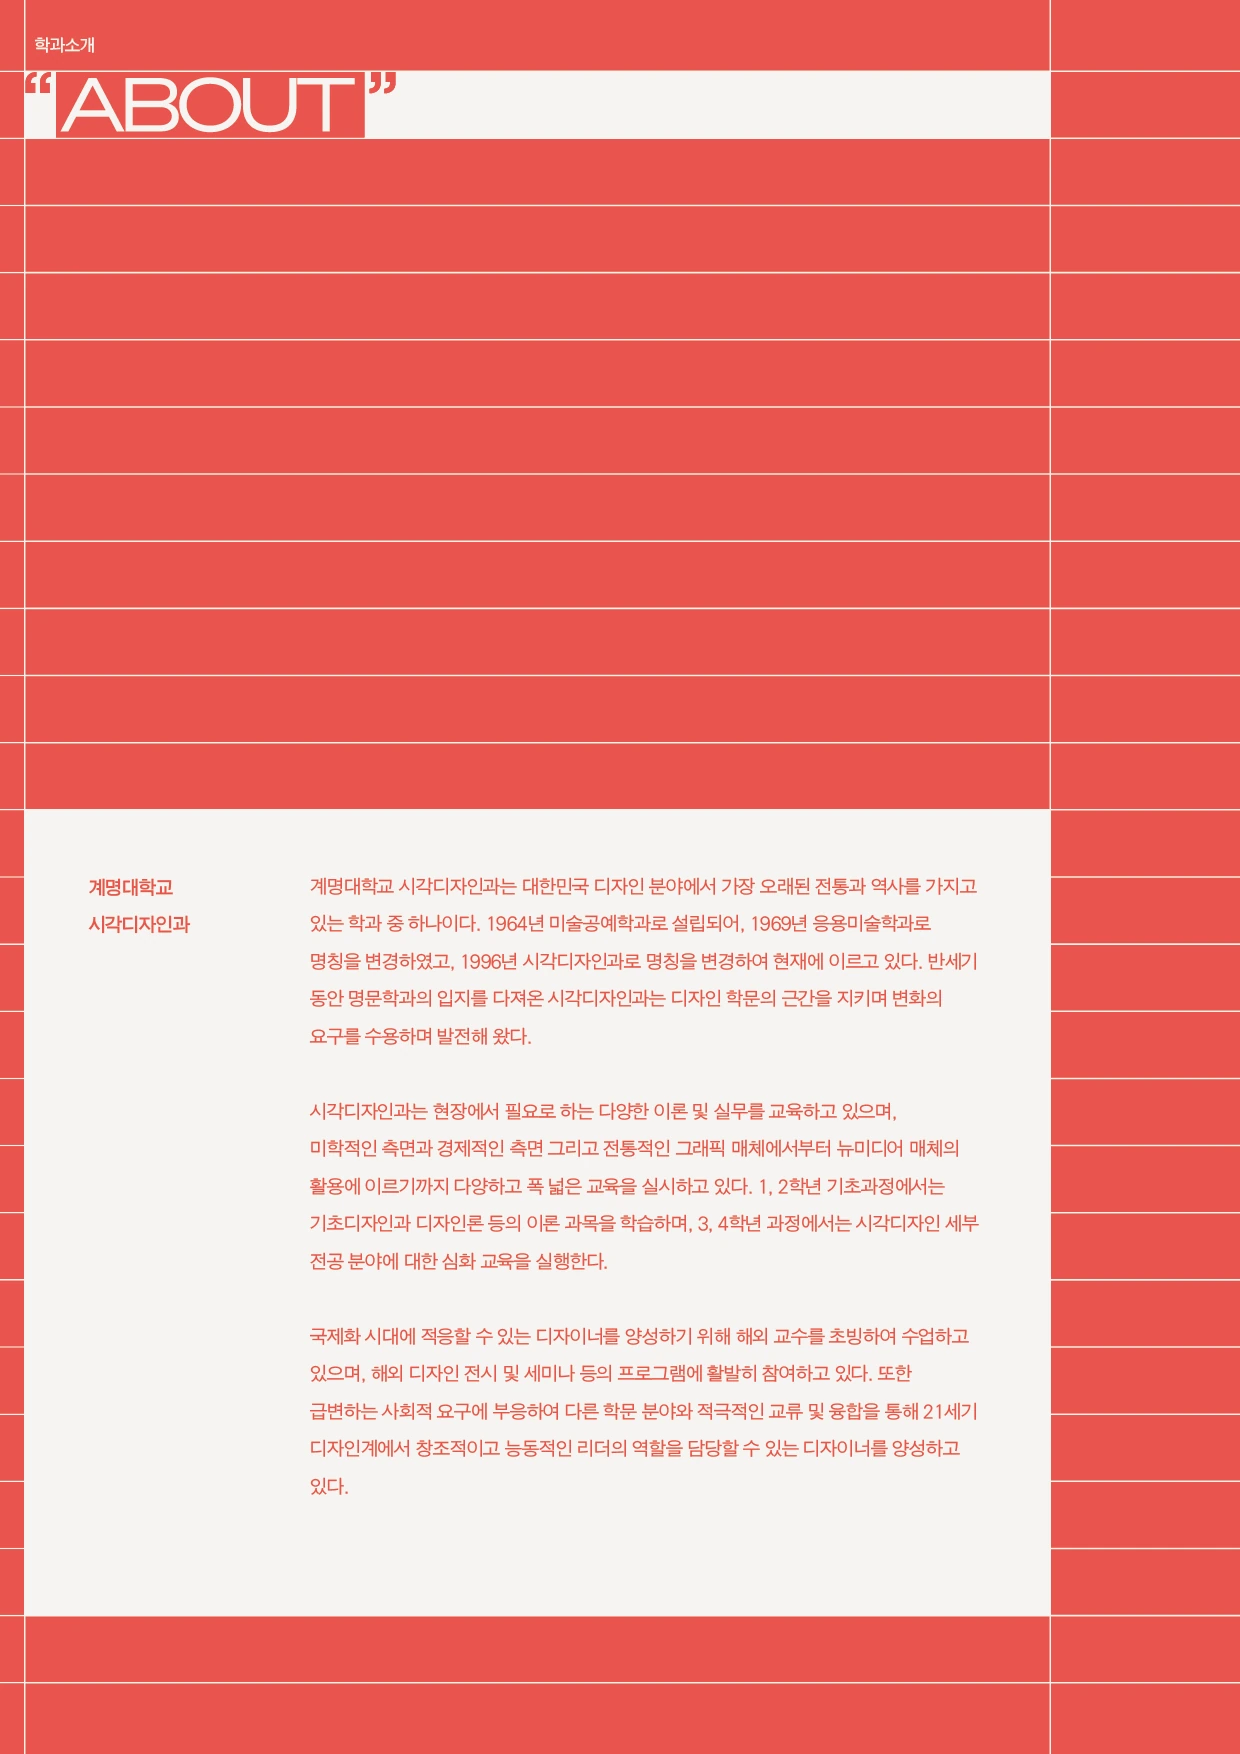 학과소개
“ABOUT”
계명대학교
시각디자인과
계명대학교 시각디자인과는 대한민국 디자인 분야에서 가장 오래된 전통과 역사를 가지고
있는 학과 중 하나이다. 1964년 미술공예학과로 설립되어, 1969년 응용미술학과로
명칭을 변경하였고, 1996년 시각디자인과로 명칭을 변경하여 현재에 이르고 있다. 반세기
동안 명문학과의 입지를 다져온 시각디자인과는 디자인 학문의 근간을 지키며 변화의
요구를 수용하며 발전해 왔다.
시각디자인과는 현장에서 필요로 하는 다양한 이론 및 실무를 교육하고 있으며,
미학적인 측면과 경제적인 측면 그리고 전통적인 그래픽 매체에서부터 뉴미디어 매체의
활용에 이르기까지 다양하고 폭 넓은 교육을 실시하고 있다. 1, 2학년 기초과정에서는
기초디자인과 디자인론 등의 이론 과목을 학습하며, 3, 4학년 과정에서는 시각디자인 세부
전공 분야에 대한 심화 교육을 실행한다.
국제화 시대에 적응할 수 있는 디자이너를 양성하기 위해 해외 교수를 초빙하여 수업하고
있으며, 해외 디자인 전시 및 세미나 등의 프로그램에 활발히 참여하고 있다. 또한
급변하는 사회적 요구에 부응하여 다른 학문 분야와 적극적인 교류 및 융합을 통해 21세기
디자인계에서 창조적이고 능동적인 리더의 역할을 담당할 수 있는 디자이너를 양성하고
있다.